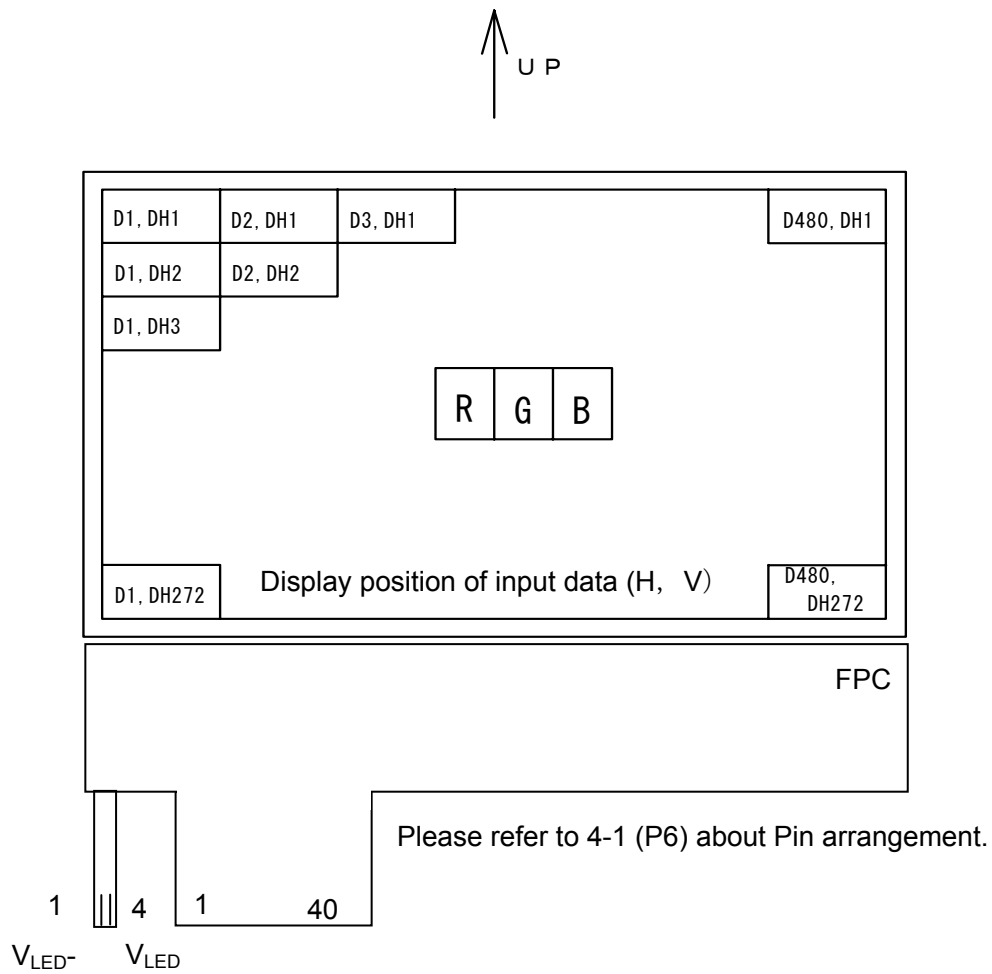 UP
D1, DH1 D2, DH1 D3, DH1 D480, DH1
D1, DH2 D2, DH2
D1, DH3
R G B
D1, DH272 Display position of input data (H, V) D480,
DH272
FPC
Please refer to 4-1 (P6) about Pin arrangement.
1 4 1 40
VLED- VLED